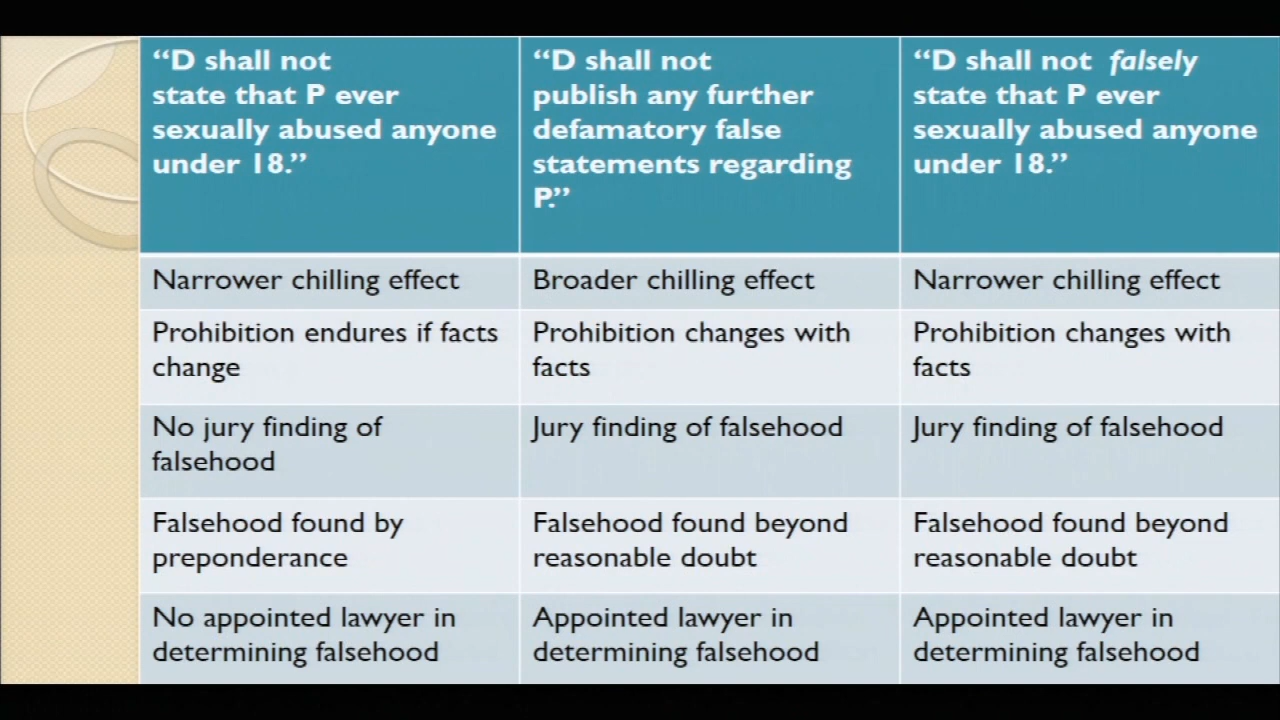 “D shall not
state that P ever
sexually abused anyone
under 18.”
“D shall not
publish any further
defamatory false
statements regarding
P.”
“D shall not falsely
state that P ever
sexually abused anyone
under 18.”
Narrower chilling effect
Broader chilling effect
Narrower chilling effect
Prohibition endures if facts
change
Prohibition changes with
facts
Prohibition changes with
facts
No jury finding of
falsehood
Jury finding of falsehood
Jury finding of falsehood
Falsehood found by
preponderance
Falsehood found beyond
reasonable doubt
Falsehood found beyond
reasonable doubt
No appointed lawyer in
determining falsehood
Appointed lawyer in
determining falsehood
Appointed lawyer in
determining falsehood